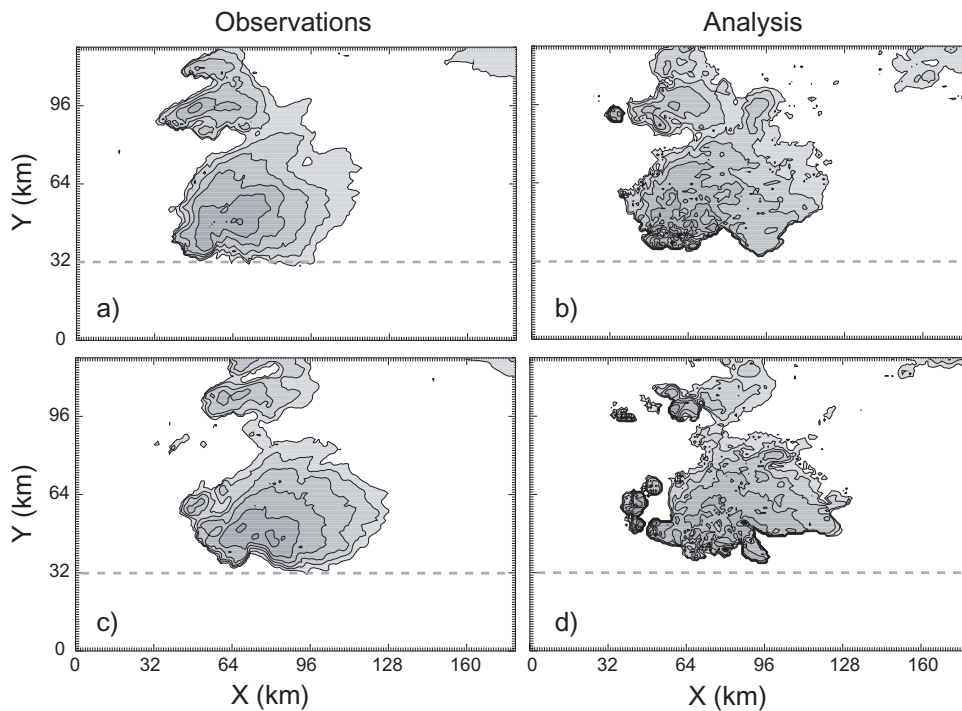 Observations
Analysis
Y (km)
96
64
32
0
a)
b)
Y (km)
96
64
32
0
c)
d)
0 32 64 96 128 160
0 32 64 96 128 160
X (km)
X (km)